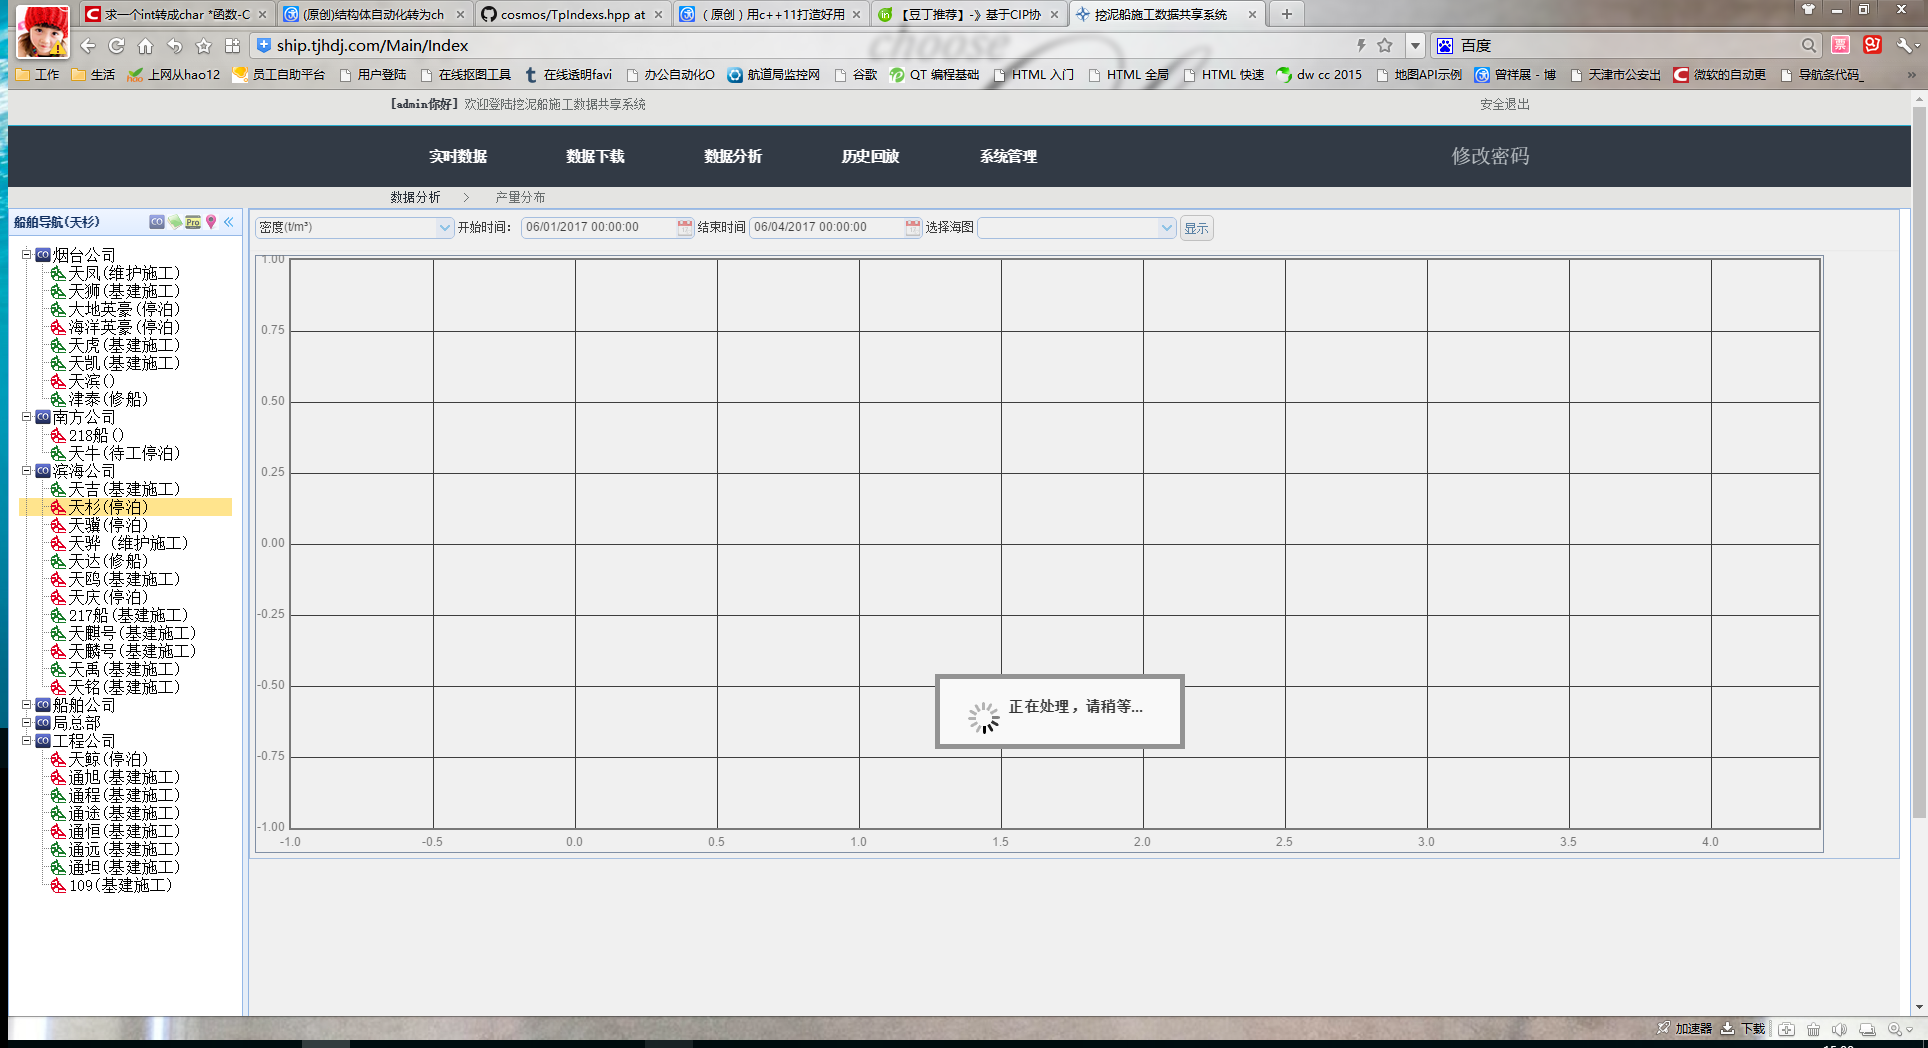 求一个int转成char *函数-C
(原创)结构体自动化转为ch
cosmos/TpIndexs.hpp at
(原创)用c++11打造好用
【豆丁推荐】-》基于CIP协
挖泥船施工数据共享系统
ship.tjhdj.com/Main/Index
百度
工作
生活
上网从hao12
员工自助平台
用户登陆
在线抠图工具
在线透明favi
办公自动化O
航道局监控网
谷歌
QT 编程基础
HTML 入门
HTML 全局
HTML 快速
dw cc 2015
地图API示例
曾祥展 - 博
天津市公安出
微软的自动更
导航条代码_
[admin你好] 欢迎登陆挖泥船施工数据共享系统
安全退出
实时数据
数据下载
数据分析
历史回放
系统管理
修改密码
数据分析 > 产量分布
船舶导航(天杉)
密度(t/m³)
开始时间:
06/01/2017 00:00:00
结束时间
06/04/2017 00:00:00
选择海图
显示
烟台公司
天凤(维护施工)
天狮(基建施工)
大地英豪(停泊)
海洋英豪(停泊)
天虎(基建施工)
天凯(基建施工)
天滨()
津泰(修船)
南方公司
218船()
天牛(待工停泊)
滨海公司
天吉(基建施工)
天杉(停泊)
天骥(停泊)
天骅 (维护施工)
天达(修船)
天鸥(基建施工)
天庆(停泊)
217船(基建施工)
天麒号(基建施工)
天麟号(基建施工)
天禹(基建施工)
天铭(基建施工)
船舶公司
局总部
工程公司
天鲸(停泊)
通旭(基建施工)
通程(基建施工)
通途(基建施工)
通恒(基建施工)
通远(基建施工)
通坦(基建施工)
109(基建施工)
1.00
0.75
0.50
0.25
0.00
-0.25
-0.50
-0.75
-1.00
-1.0 -0.5 0.0 0.5 1.0 1.5 2.0 2.5 3.0 3.5 4.0
正在处理，请稍等...
加速器
下载